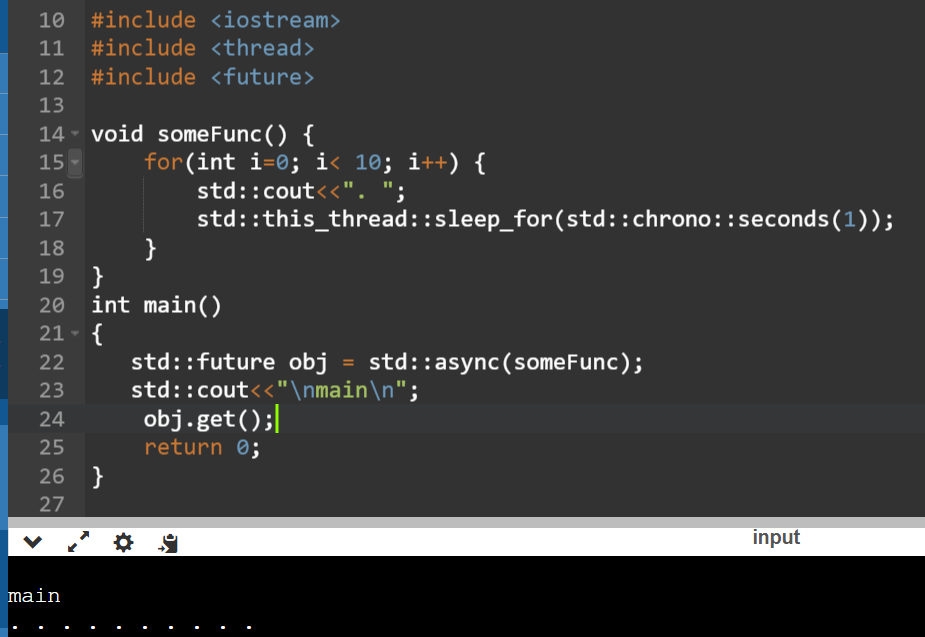 10 #include <iostream>
11 #include <thread>
12 #include <future>
13
14 void someFunc() {
15 for(int i=0; i< 10; i++) {
16 std::cout<<". ";
17 std::this_thread::sleep_for(std::chrono::seconds(1));
18 }
19 }
20 int main()
21 {
22 std::future obj = std::async(someFunc);
23 std::cout<<"\nmain\n";
24 obj.get();
25 return 0;
26 }
27
input
main
. . . . . . . . . .